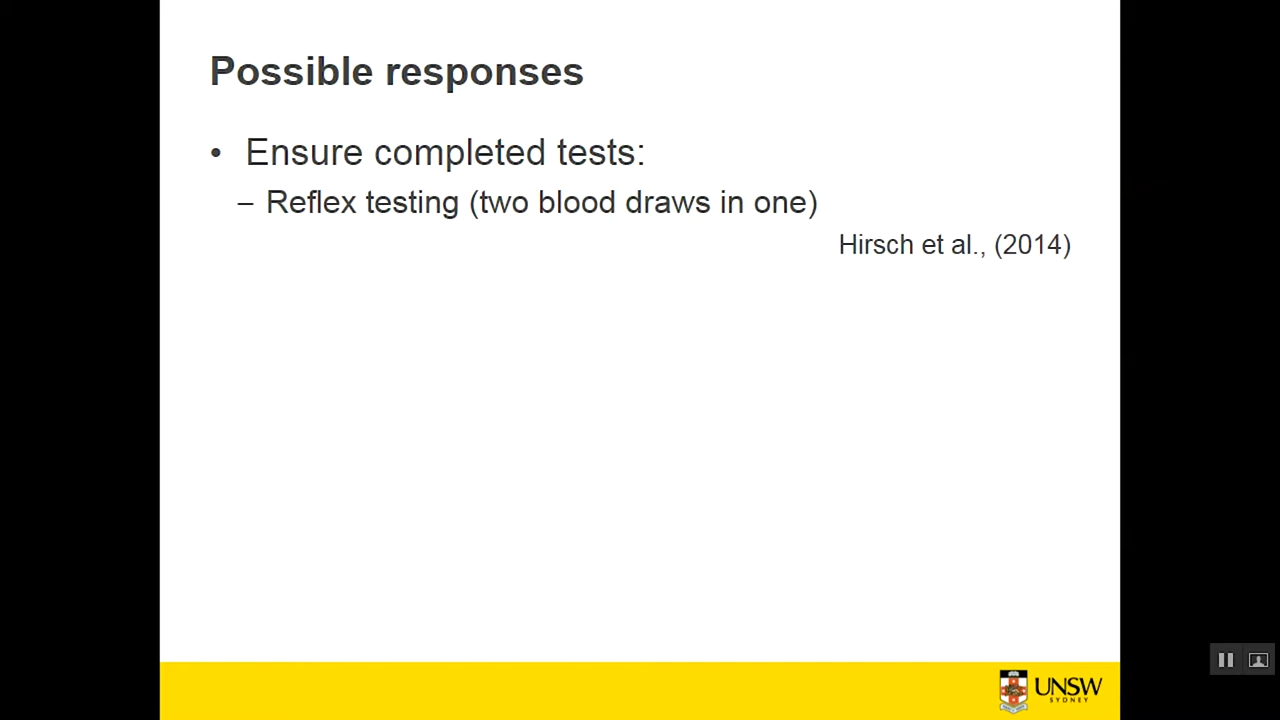 Possible responses
• Ensure completed tests:
– Reflex testing (two blood draws in one)
Hirsch et al., (2014)
UNSW
SYDNEY